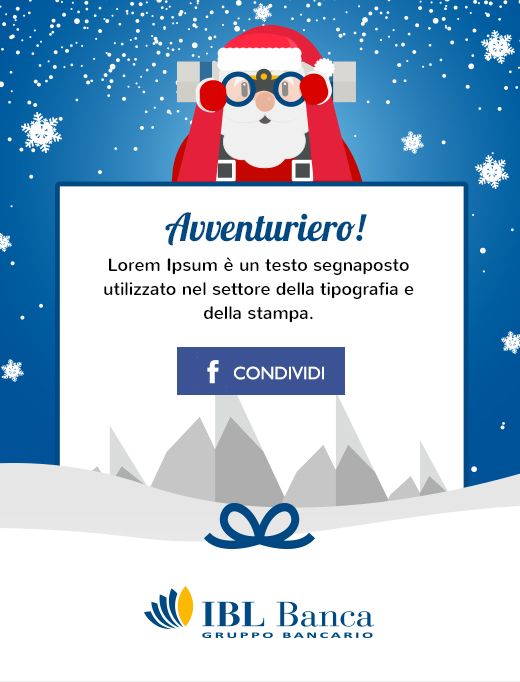 Avventuriero!
Lorem Ipsum è un testo segnaposto
utilizzato nel settore della tipografia e
della stampa.
f CONDIVIDI
IBL Banca
GRUPPO BANCARIO